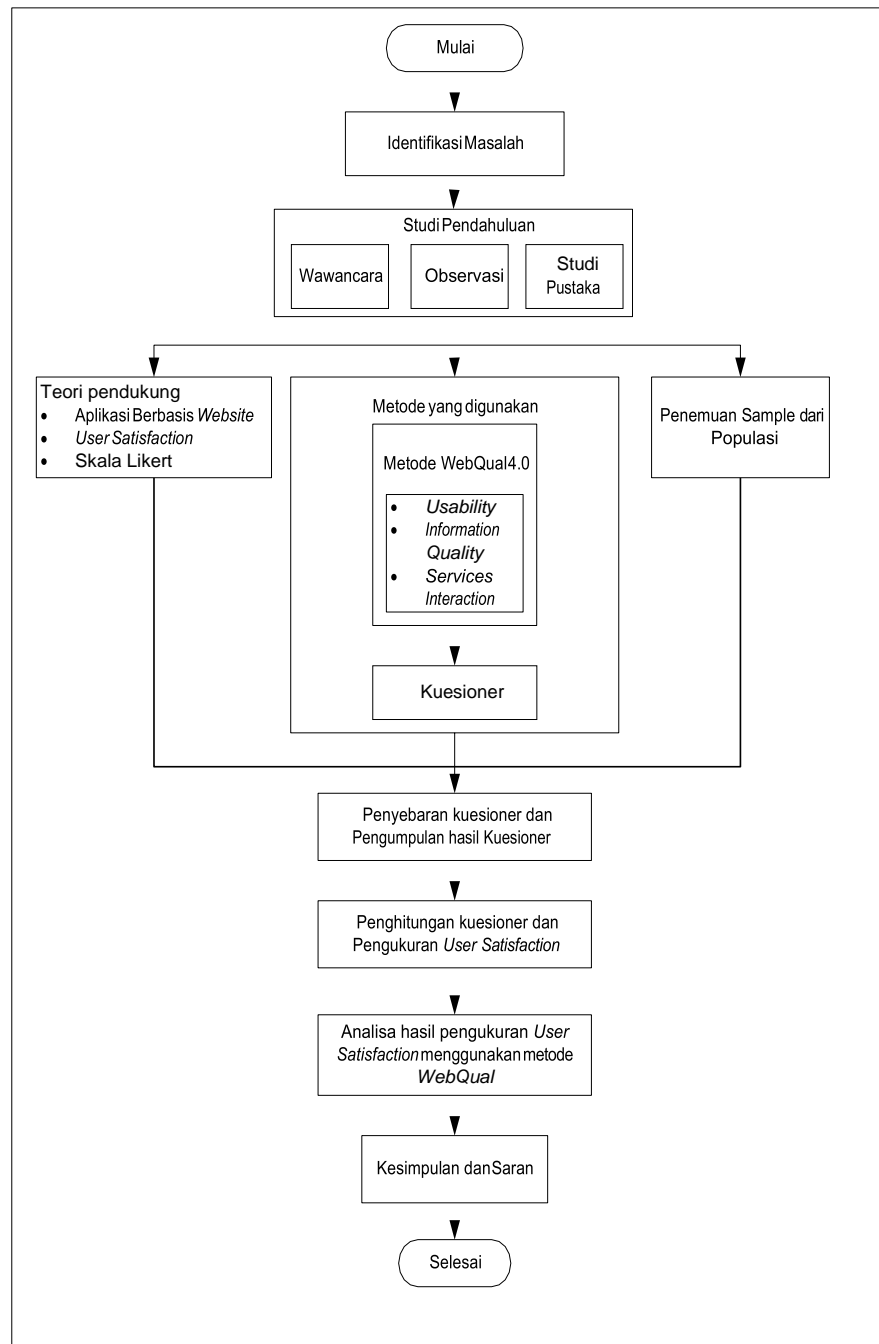 Mulai
Identifikasi Masalah
Studi Pendahuluan
Wawancara
Observasi
Studi
Pustaka
Teori pendukung
• Aplikasi Berbasis Website
• User Satisfaction
• Skala Likert
Metode yang digunakan
Metode WebQual4.0
• Usability
• Information
Quality
• Services
Interaction
Kuesioner
Penemuan Sample dari
Populasi
Penyebaran kuesioner dan
Pengumpulan hasil Kuesioner
Penghitungan kuesioner dan
Pengukuran User Satisfaction
Analisa hasil pengukuran User
Satisfaction menggunakan metode
WebQual
Kesimpulan dan Saran
Selesai